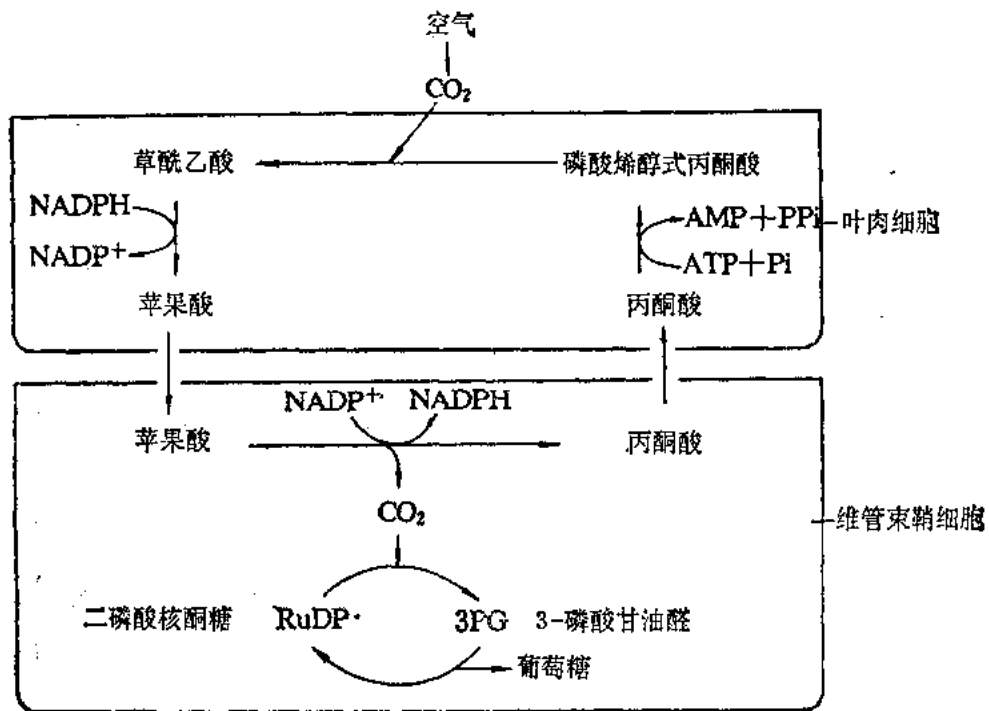 空气
CO₂
草酰乙酸
磷酸烯醇式丙酮酸
NADPH
NADP⁺
AMP+PPi
ATP+Pi
叶肉细胞
苹果酸
丙酮酸
NADP⁺ NADPH
苹果酸
丙酮酸
CO₂
维管束鞘细胞
二磷酸核酮糖 RuDP
3PG 3-磷酸甘油醛
葡萄糖